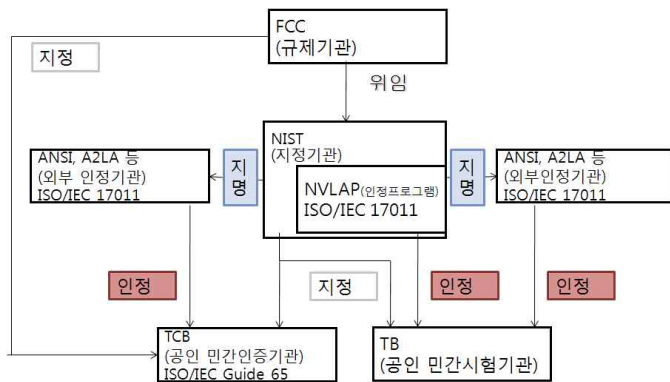 FCC
(규제기관)
지정
위임
NIST
(지정기관)
ANSI, A2LA 등
(외부 인정기관)
ISO/IEC 17011
지
명
NVLAP(인정프로그램)
ISO/IEC 17011
지
명
ANSI, A2LA 등
(외부인정기관)
ISO/IEC 17011
인정
지정
인정
인정
TCB
(공인 민간인증기관)
ISO/IEC Guide 65
TB
(공인 민간시험기관)